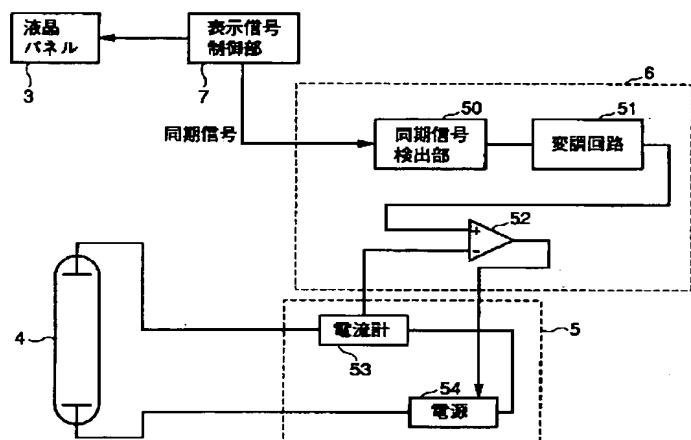 液晶
パネル
3
表示信号
制御部
7
6
同期信号
50
同期信号
検出部
51
変調回路
52
+
-
4
電流計
53
5
54
電源